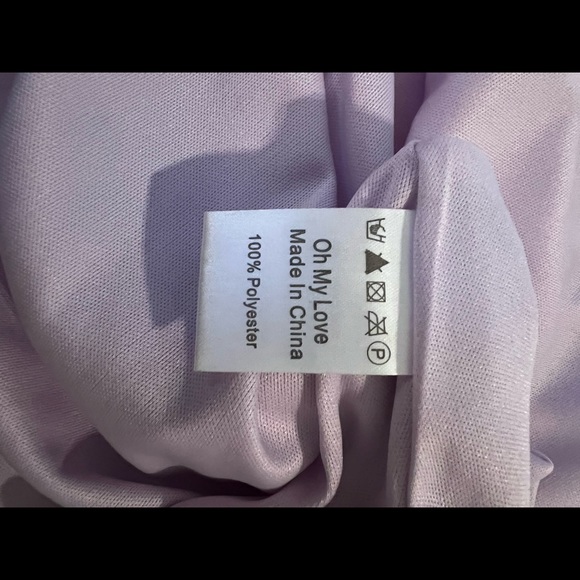 Oh My Love
Made In China
100% Polyester
P